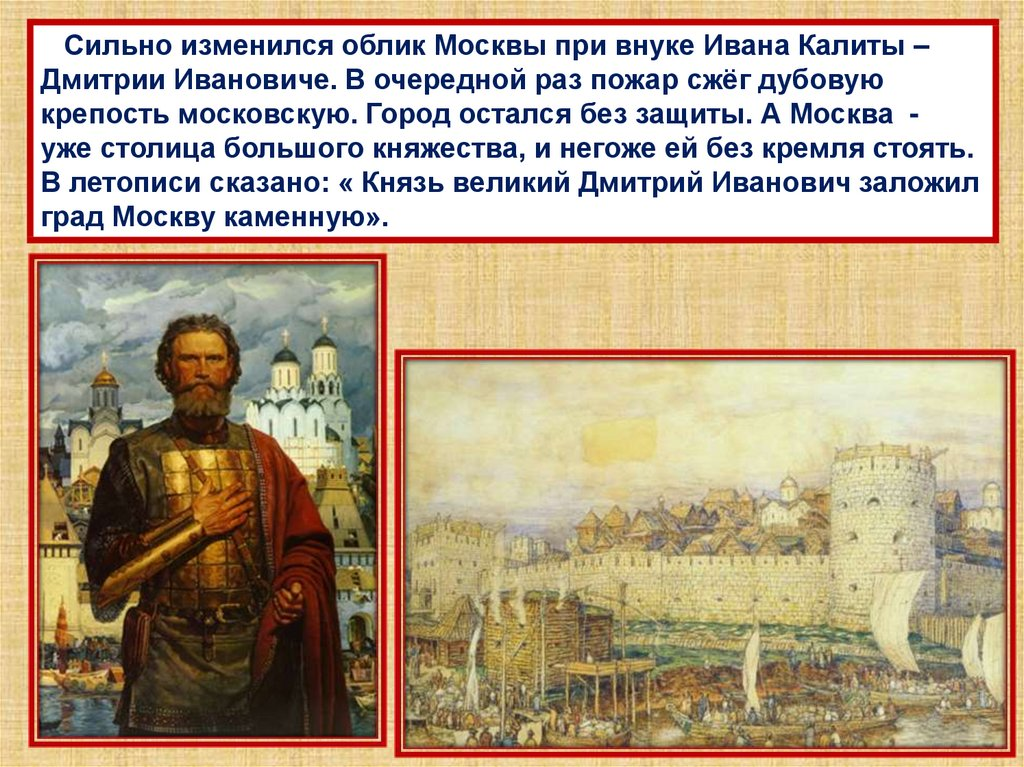 Сильно изменился облик Москвы при внуке Ивана Калиты –
Дмитрии Ивановиче. В очередной раз пожар сжёг дубовую
крепость московскую. Город остался без защиты. А Москва -
уже столица большого княжества, и негоже ей без кремля стоять.
В летописи сказано: « Князь великий Дмитрий Иванович заложил
град Москву каменную».